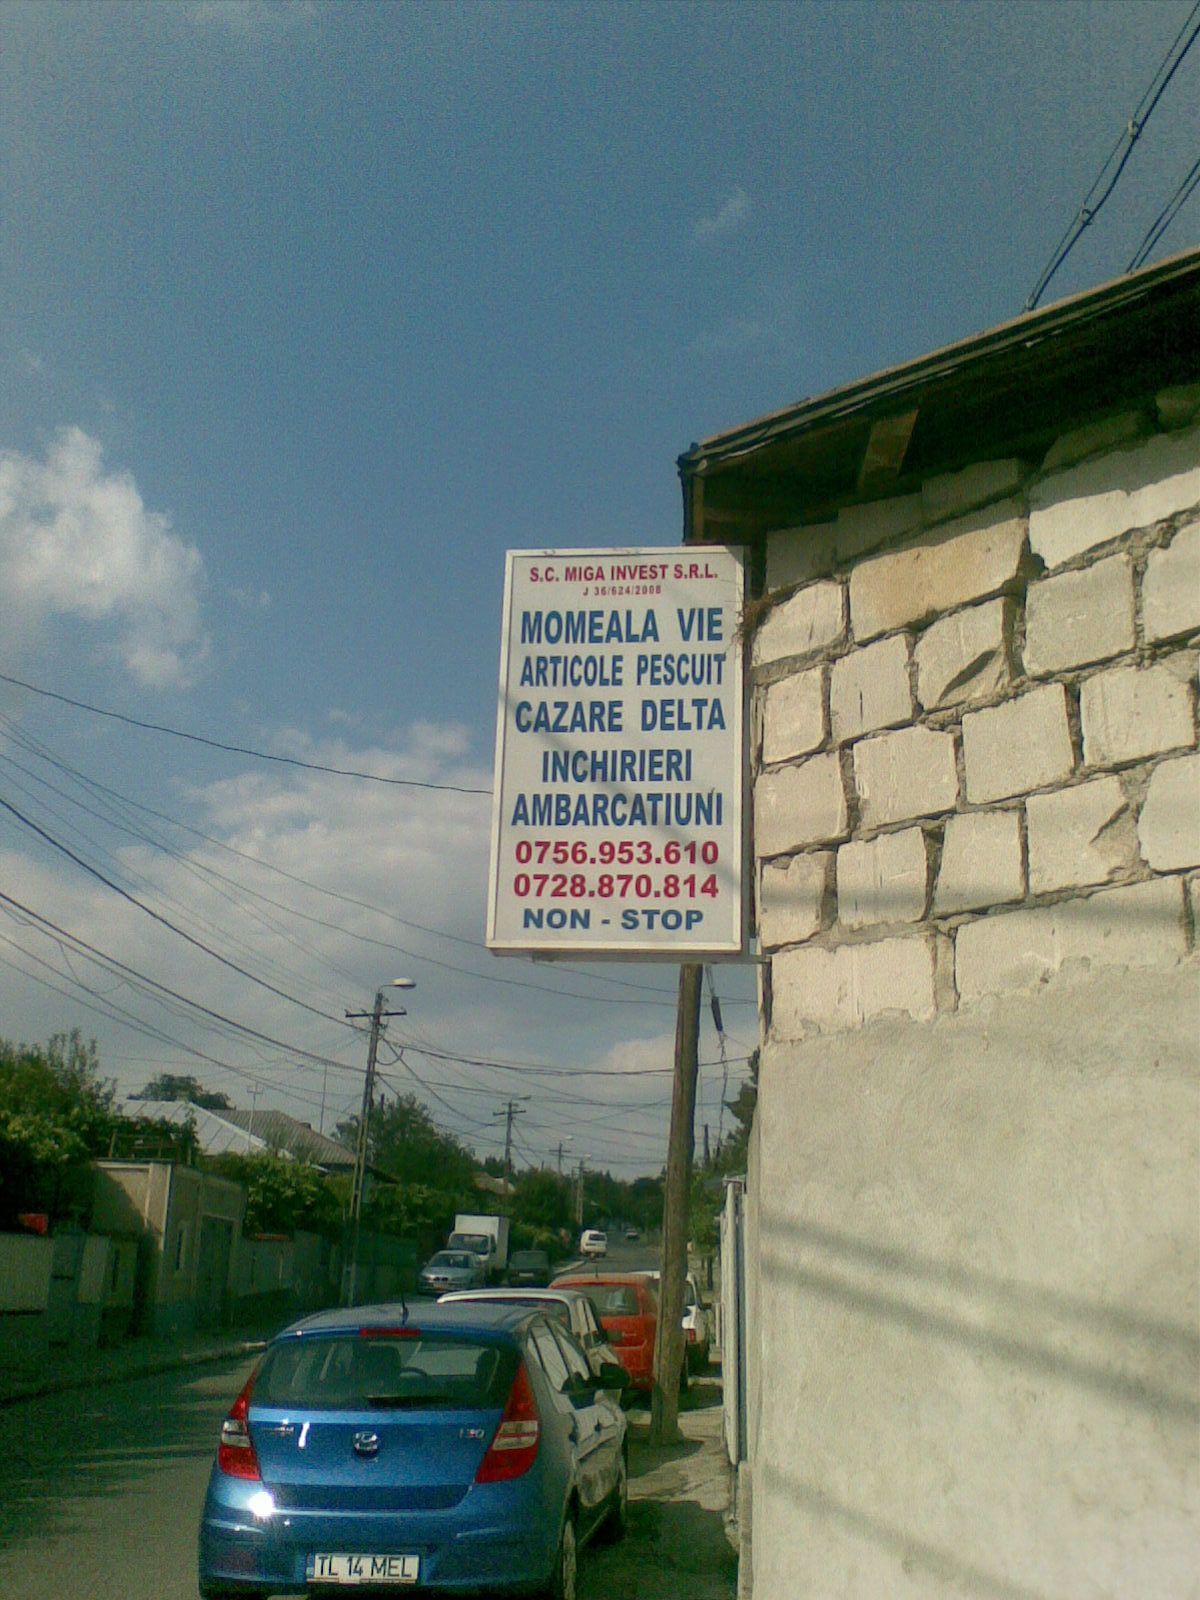 S.C. MIGA INVEST S.R.L.
J 36/624/2008
MOMEALA VIE
ARTICOLE PESCUIT
CAZARE DELTA
INCHIRIERI
AMBARCATIUNI
0756.953.610
0728.870.814
NON - STOP
i30
TL 14 MEL